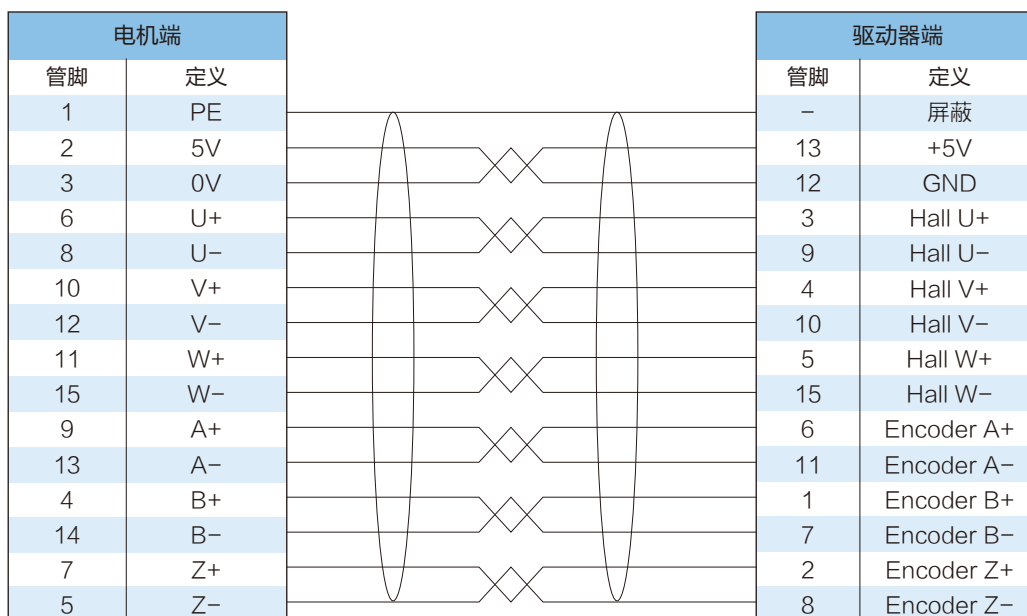 电机端 驱动器端
管脚 定义 管脚 定义
1 PE – 屏蔽
2 5V 13 +5V
3 0V 12 GND
6 U+ 3 Hall U+
8 U− 9 Hall U−
10 V+ 4 Hall V+
12 V− 10 Hall V−
11 W+ 5 Hall W+
15 W− 15 Hall W−
9 A+ 6 Encoder A+
13 A− 11 Encoder A−
4 B+ 1 Encoder B+
14 B− 7 Encoder B−
7 Z+ 2 Encoder Z+
5 Z− 8 Encoder Z−